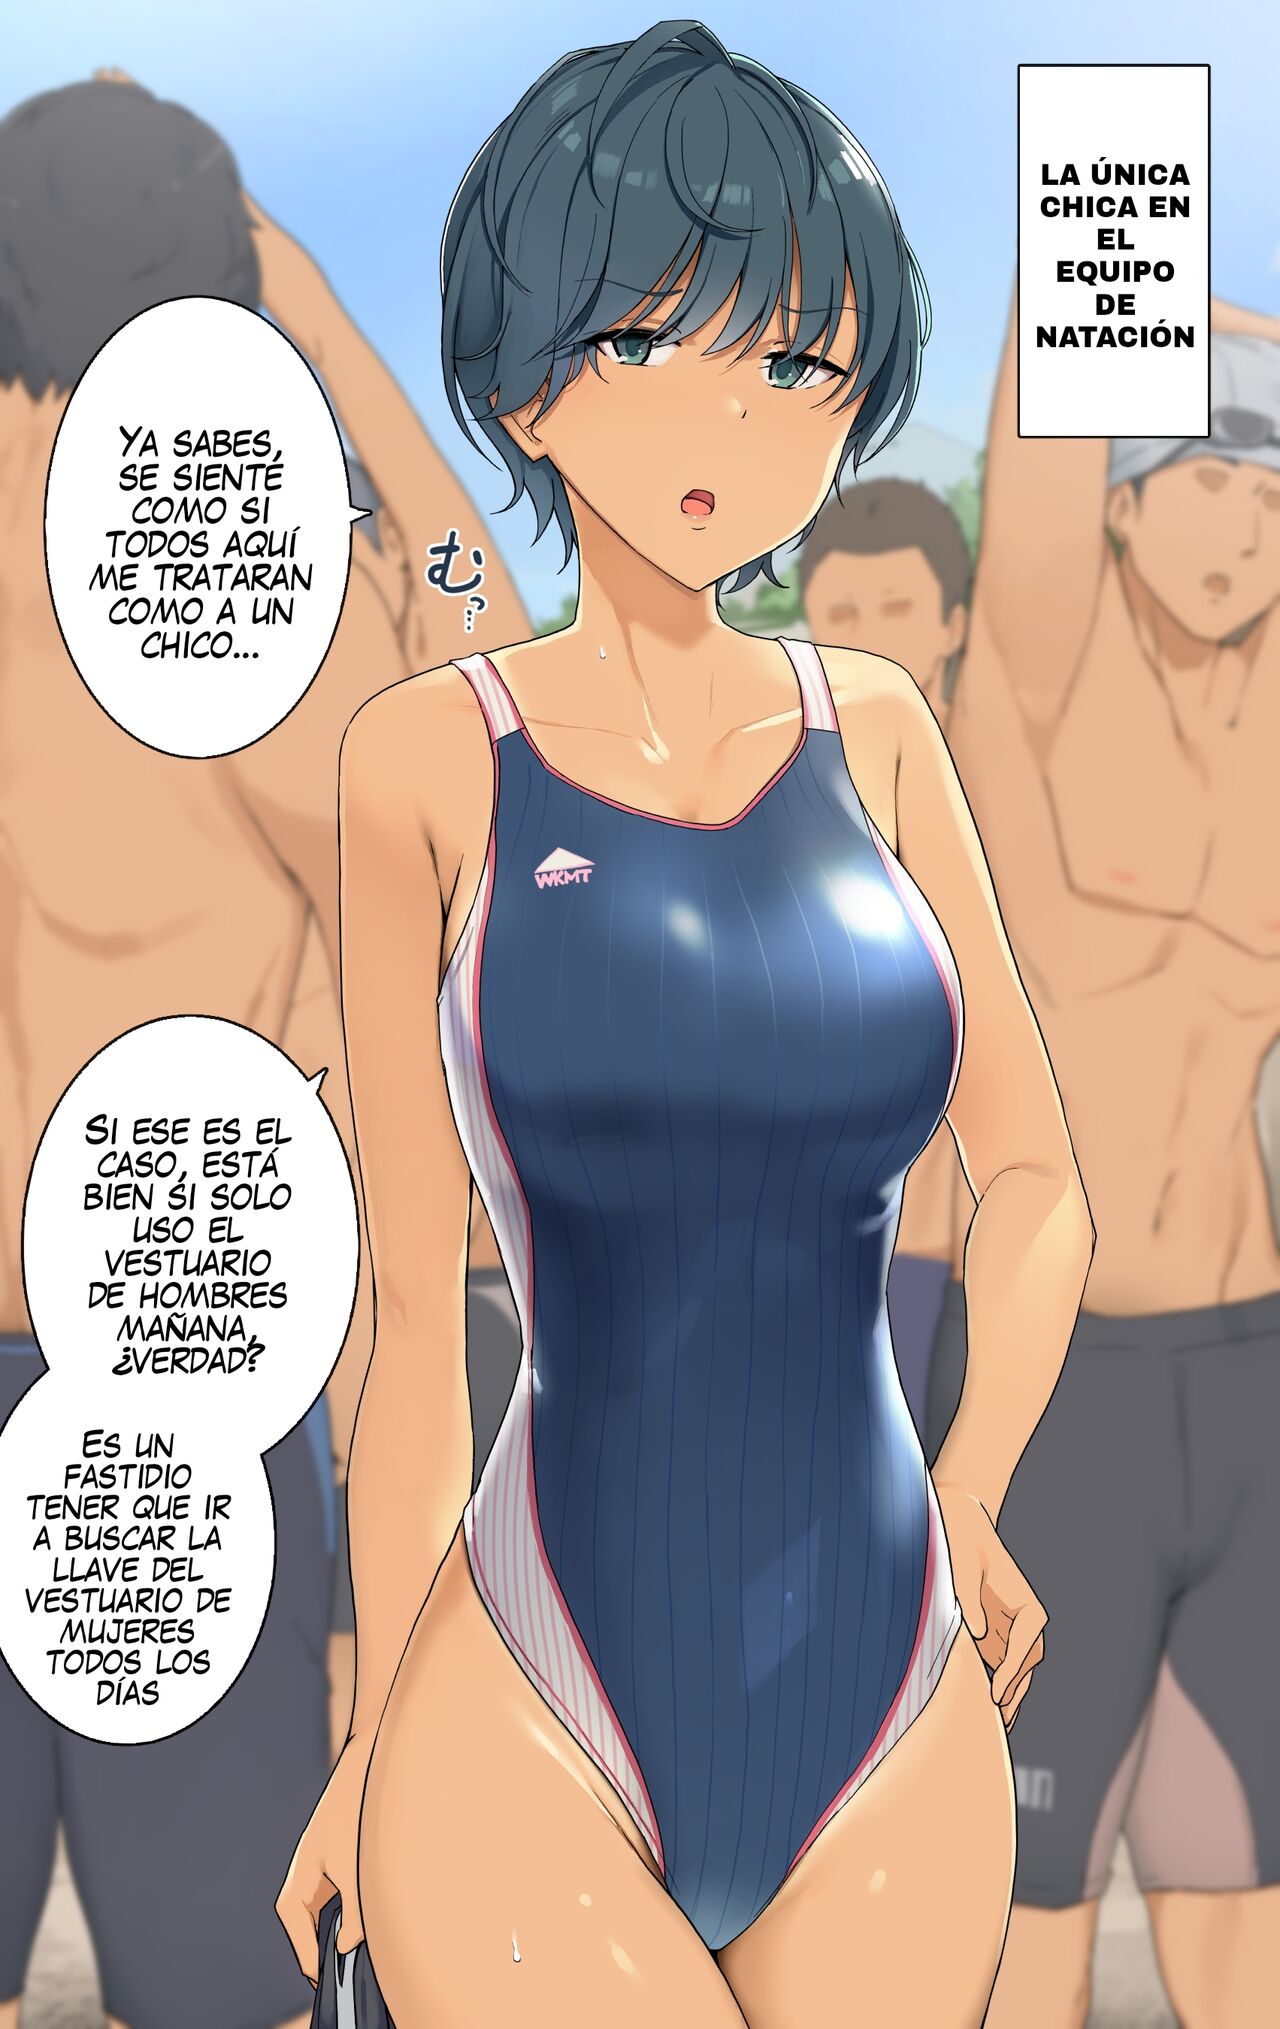 LA ÚNICA
CHICA EN
EL
EQUIPO
DE
NATACIÓN
YA SABES,
SE SIENTE
COMO SI
TODOS AQUÍ
ME TRATARAN
COMO A UN
CHICO...
む
っ
WKMT
SI ESE ES EL
CASO, ESTÁ
BIEN SI SOLO
USO EL
VESTUARIO
DE HOMBRES
MAÑANA,
¿VERDAD?
ES UN
FASTIDIO
TENER QUE IR
A BUSCAR LA
LLAVE DEL
VESTUARIO DE
MUJERES
TODOS LOS
DÍAS